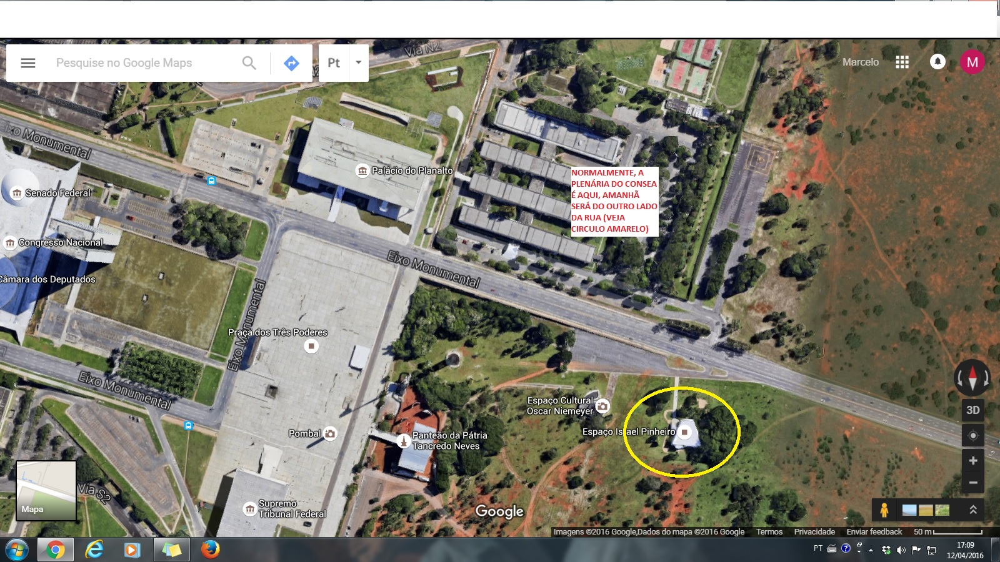 Pesquise no Google Maps
Pt
Marcelo
M
Via N2
ixo Monumental
Palácio do Planalto
Senado Federal
NORMALMENTE, A
PLENÁRIA DO CONSEA
É AQUI, AMANHÃ
SERÁ DO OUTRO LADO
DA RUA (VEJA
CIRCULO AMARELO)
Congresso Nacional
Eixo Monumental
Câmara dos Deputados
Eixo Monumental
Praça dos Três Poderes
Eixo Monumental
Espaço Cultural
Oscar Niemeyer
Espaço Israel Pinheiro
3D
Pombal
Panteão da Pátria
Tancredo Neves
Via S2
Mapa
Supremo
Tribunal Federal
Google
Imagens ©2016 Google,Dados do mapa ©2016 Google Termos Privacidade Enviar feedback 50 m
PT
17:09
12/04/2016